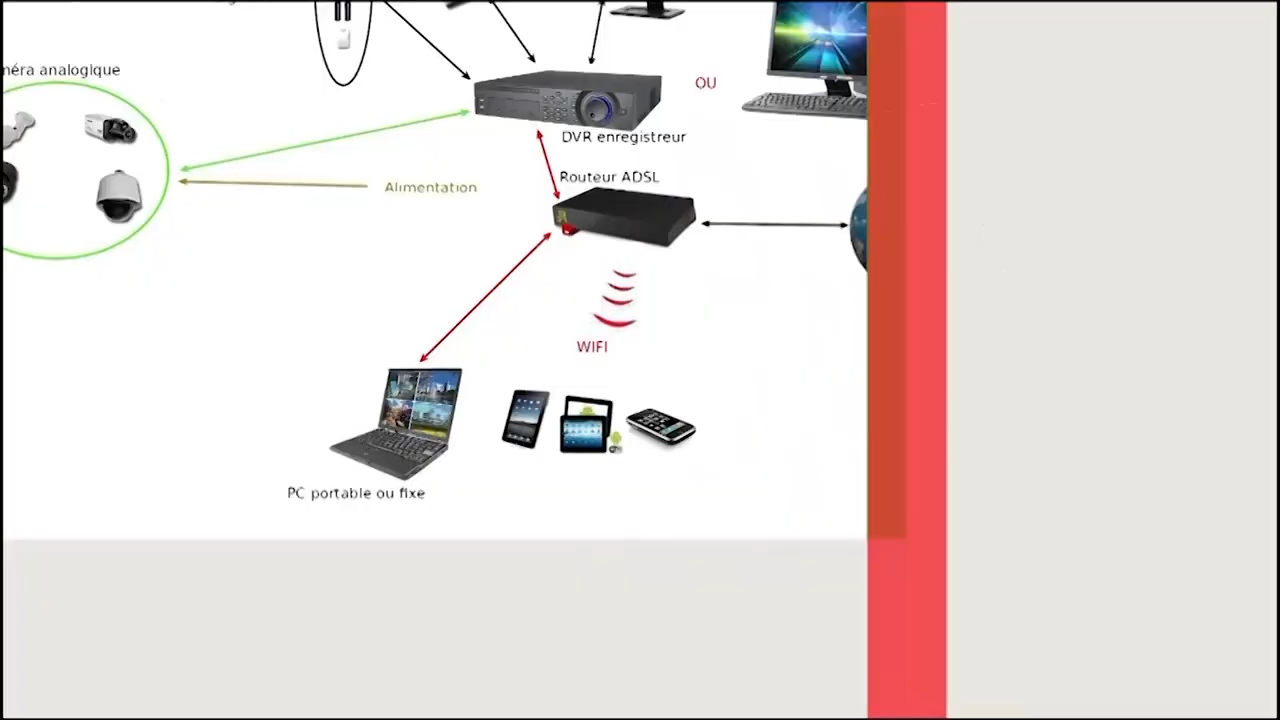 méra analogique
OU
DVR enregistreur
Routeur ADSL
Alimentation
WIFI
PC portable ou fixe